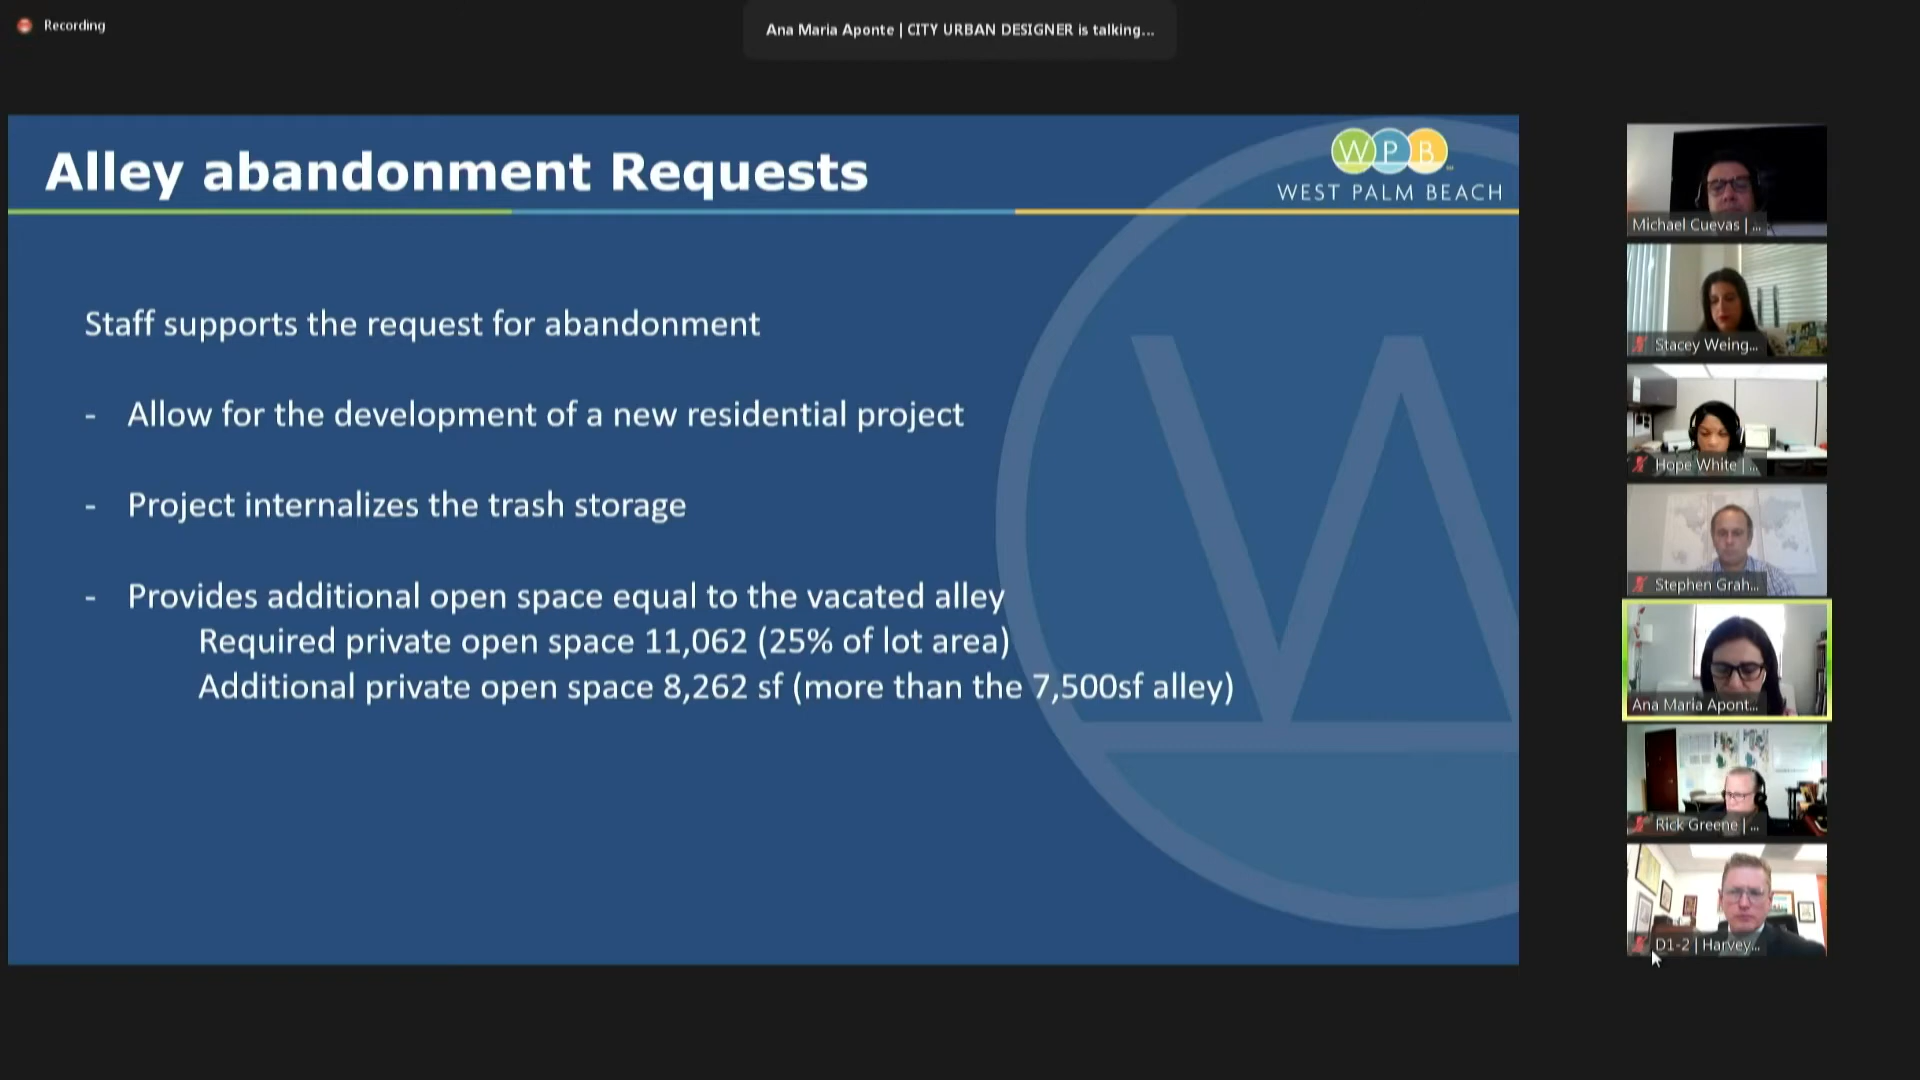 Recording
Ana Maria Aponte | CITY URBAN DESIGNER is talking...
Alley abandonment Requests
WPB
WEST PALM BEACH
Staff supports the request for abandonment
- Allow for the development of a new residential project
- Project internalizes the trash storage
- Provides additional open space equal to the vacated alley
Required private open space 11,062 (25% of lot area)
Additional private open space 8,262 sf (more than the 7,500sf alley)
Michael Cuevas | ...
Stacey Weing...
Hope White | ...
Stephen Grah...
Ana Maria Apont...
Rick Greene | ...
D1-2 | Harvey...